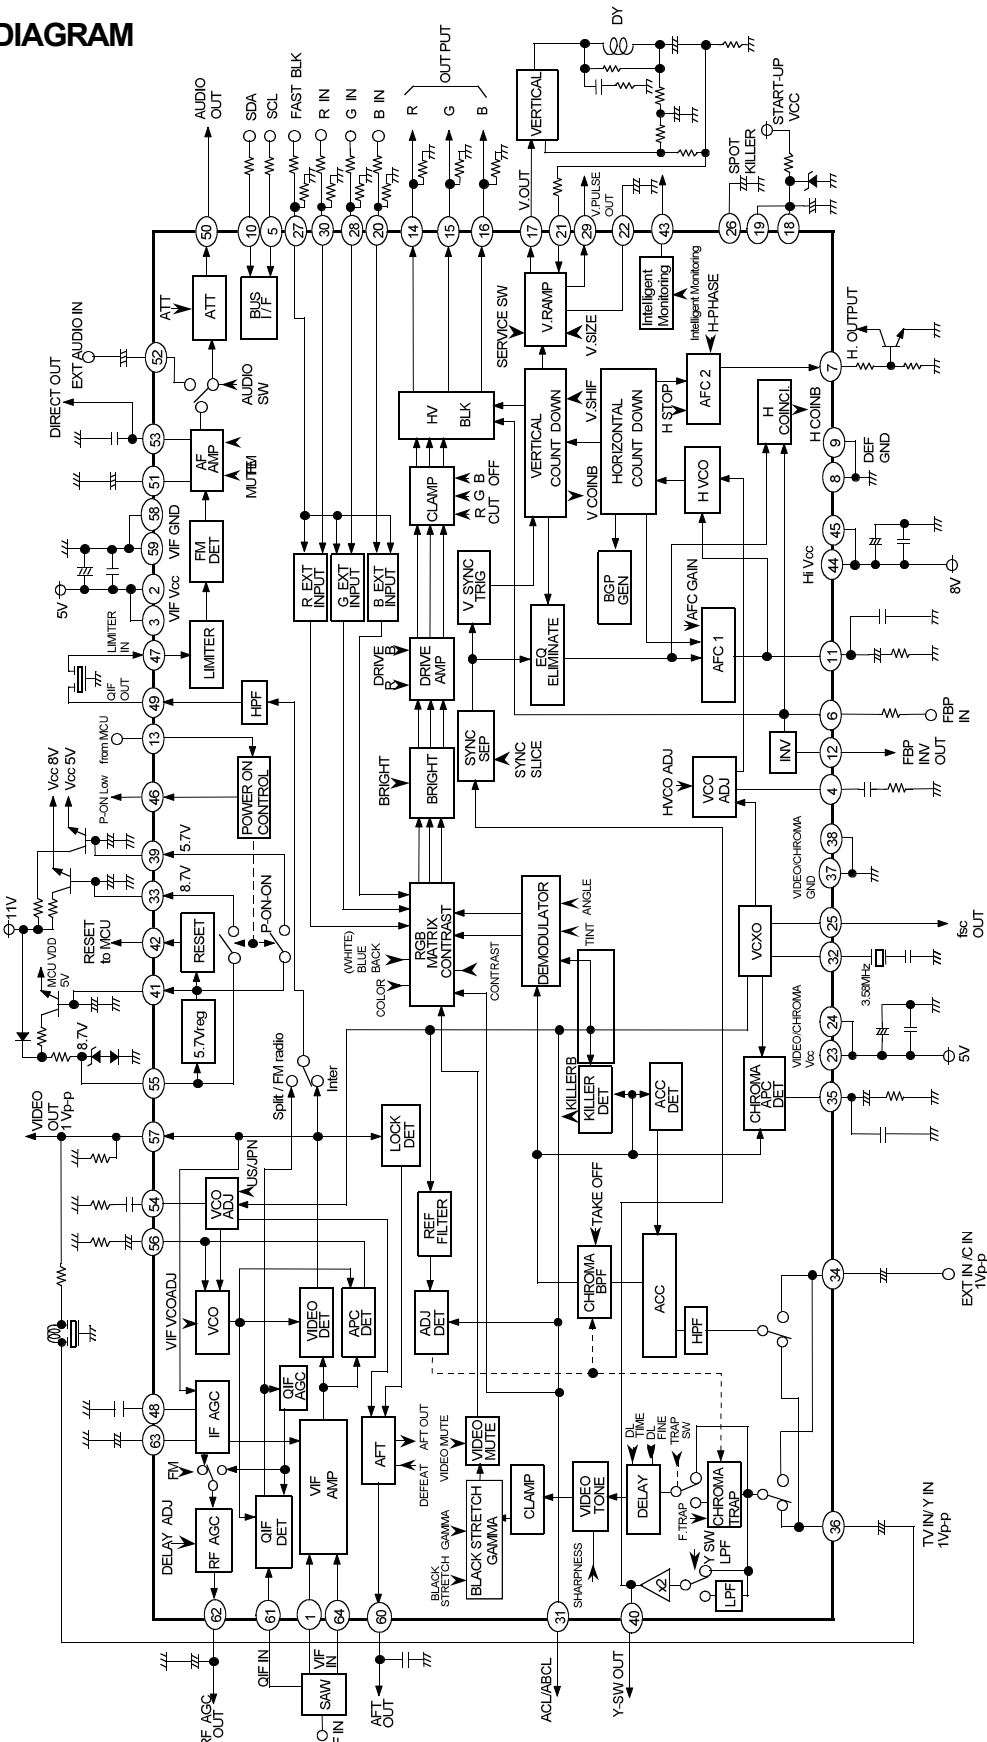 DIAGRAM
AUDIO
OUT
SDA
SCL
FAST BLK
R IN
G IN
B IN
OUT PUT
R
G
B
DY
VERTICAL
V.OUT
V.PULSE
OUT
SPOT
KILLER
START-UP
VCC
50
10
5
27
30
28
20
14
15
16
17
21
29
22
43
26
19
18
ATT
ATT
BUS
I / F
EXT AUDIO IN
DIRECT OUT
52
53
51
58
59
2
3
47
49
13
46
39
33
42
41
55
57
54
56
48
63
AUDIO
SW
AF
AMP
MUTE
VIF GND
FM
DET
5V
VIF Vcc
LIMITER
IN
LIMITER
QIF
OUT
HPF
from MCU
P-ON Low
POWER ON
CONTROL
Vcc 8V
Vcc 5V
5.7V
8.7V
11V
RESET
to MCU
RESET
P-ON-ON
MCU VDD
5V
8.7V
5.7Vreg
HV
BLK
SERVICE SW
V.RAMP
V.SIZE
Intelligent
Monitoring
Intelligent Monitoring
H-PHASE
AFC 2
H STOP
V.SHIF
VERTICAL
COUNT DOWN
HORIZONTAL
COUNT DOWN
V COINB
H VCO
H
COINCI.
H COINB
7
H. OUTPUT
9
8
DEF
GND
45
44
Hi Vcc
8V
CLAMP
R G B
CUT OFF
R EXT
INPUT
G EXT
INPUT
B EXT
INPUT
V_SYNC
TRIG
EQ
ELIMINATE
BGP
GEN
AFC GAIN
AFC 1
11
DRIVE
R B
DRIVE
AMP
BRIGHT
BRIGHT
SYNC
SEP
SYNC
SLICE
INV
6
FBP
IN
12
FBP
INV
OUT
HVCO ADJ
VCO
ADJ
4
38
37
VIDEO/CHROMA
GND
(WHITE)
BLUE
BACK
COLOR
RGB
MATRIX
CONTRAST
CONTRAST
DEMODULATOR
TINT
ANGLE
VCXO
25
fsc
OUT
32
3.58MHz
24
23
VIDEO/CHROMA
Vcc
5V
35
Split / FM radio
Inter
VIDEO
OUT
1 Vp-p
LOCK
DET
KILLERB
KILLER
DET
ACC
DET
CHROMA
APC
DET
VCO
ADJ
US/JPN
REF
FILTER
TAKE OFF
CHROMA
BPF
ACC
HPF
34
EXT IN /C IN
1Vp-p
VIF VCOADJ
VCO
VIDEO
DET
APC
DET
ADJ
DET
IF AGC
QIF
AGC
FM
VIF
AMP
AFT
AFT OUT
DEFEAT
VIDEO MUTE
VIDEO
MUTE
DELAY ADJ
RF AGC
QIF
DET
BLACK
STRETCH
GAMMA
BLACK STRETCH
GAMMA
CLAMP
VIDEO
TONE
SHARPNESS
DL
TIME
DL
FINE
DELAY
TRAP
SW
F.TRAP
CHROMA
TRAP
Y SW
LPF
x2
LPF
36
TV IN/ Y IN
1Vp-p
62
61
1
64
60
31
40
RF AGC
OUT
QIF IN
VIF
IN
SAW
AFT
OUT
ACL/ABCL
Y-SW OUT